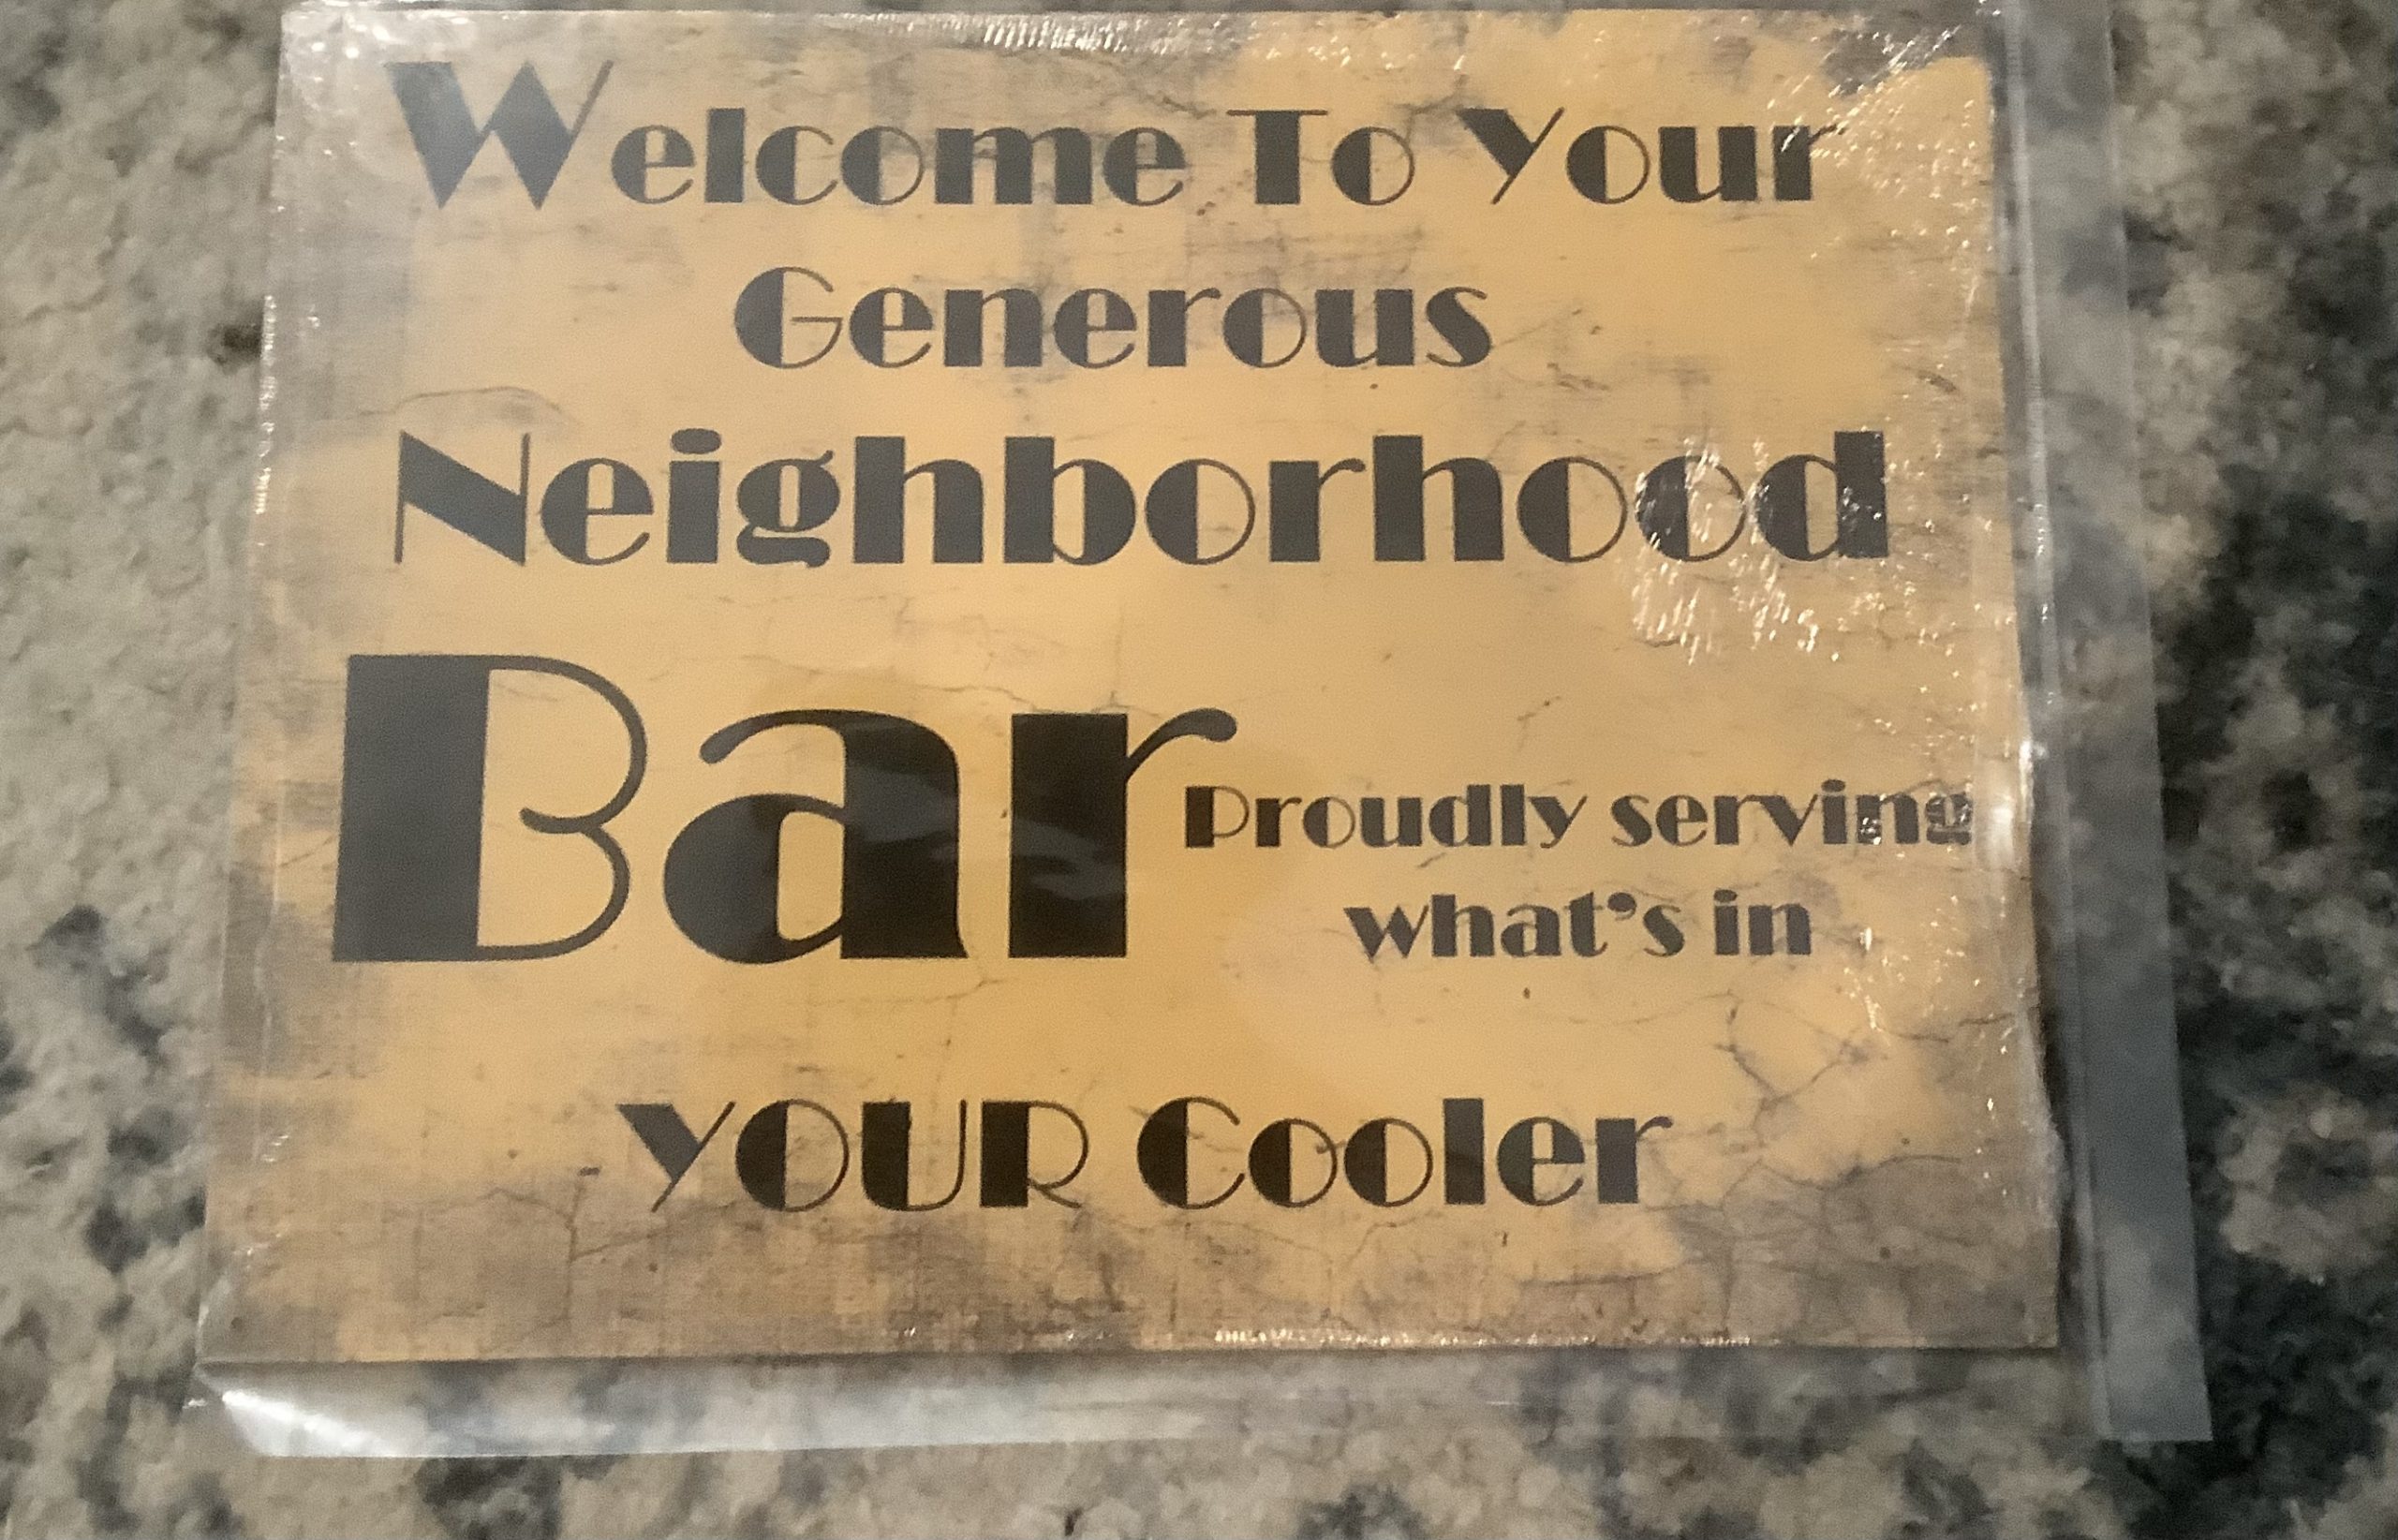 Welcome To Your
Generous
Neighborhood
Bar
Proudly serving
what's in
YOUR Cooler